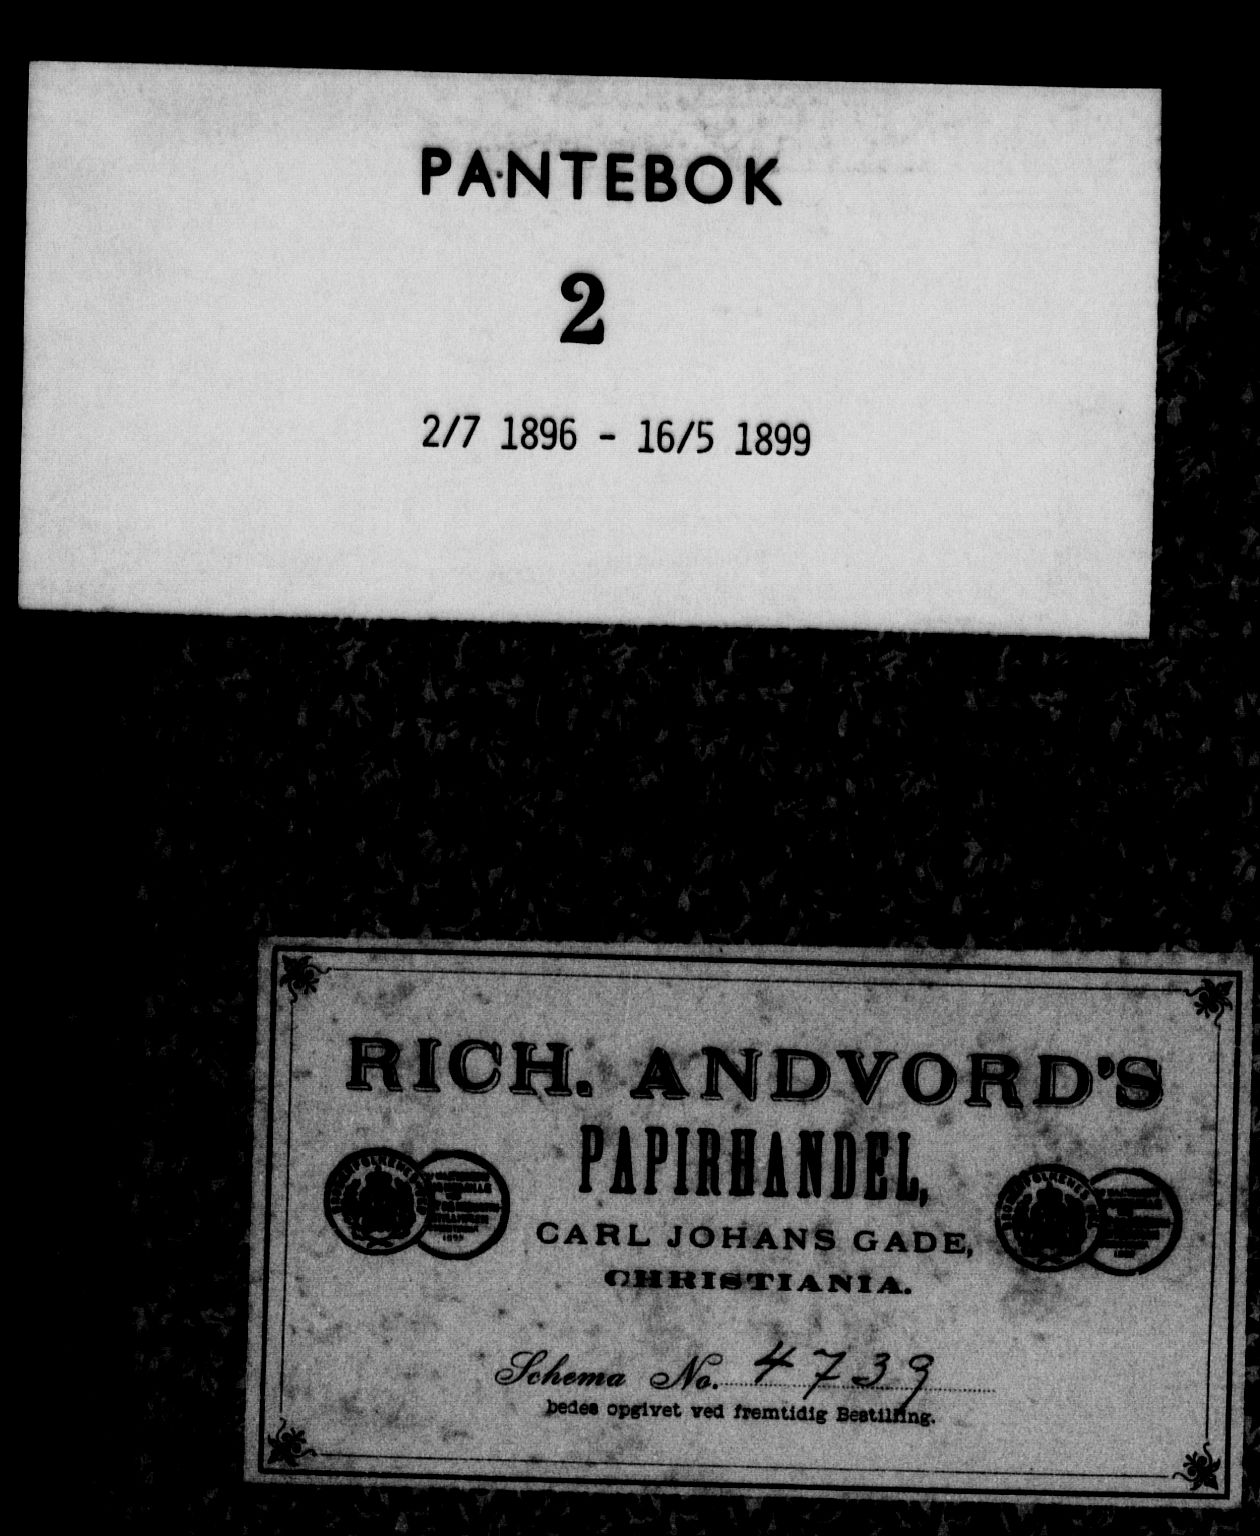 PANTEBOK
2
2/7 1896 - 16/5 1899
RICH. ANDVORD'S
PAPIRHANDEL,
CARL JOHANS GADE,
CHRISTIANIA.
Schema No. 4739
bedes opgivet ved fremtidig Bestilling.